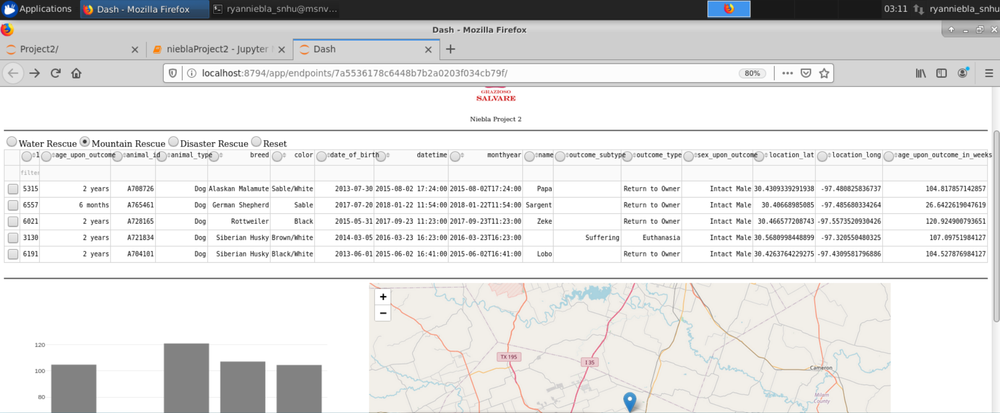 Applications Dash - Mozilla Firefox ryanniebla_snhu@msnv... 03:11 ryanniebla_snhu
Dash - Mozilla Firefox
Project2/ nieblaProject2 - Jupyter Dash
localhost:8794/app/endpoints/7a5536178c6448b7b2a0203f034cb79f/ 80%
GRAZIOSO
SALVARE
Niebla Project 2
Water Rescue Mountain Rescue Disaster Rescue Reset
1 age_upon_outcome animal_id animal_type breed color date_of_birth datetime monthyear name outcome_subtype outcome_type sex_upon_outcome location_lat location_long age_upon_outcome_in_weeks
filter
5315 2 years A708726 Dog Alaskan Malamute Sable/White 2013-07-30 2015-08-02 17:24:00 2015-08-02T17:24:00 Papa Return to Owner Intact Male 30.4309339291938 -97.480825836737 104.817857142857
6557 6 months A765461 Dog German Shepherd Sable 2017-07-20 2018-01-22 11:54:00 2018-01-22T11:54:00 Sargent Return to Owner Intact Male 30.40668985085 -97.485680334264 26.6422619047619
6021 2 years A728165 Dog Rottweiler Black 2015-05-31 2017-09-23 11:23:00 2017-09-23T11:23:00 Zeke Return to Owner Intact Male 30.466577208743 -97.5573520930426 120.924900793651
3130 2 years A721834 Dog Siberian Husky Brown/White 2014-03-05 2016-03-23 16:23:00 2016-03-23T16:23:00 Suffering Euthanasia Intact Male 30.5680998448899 -97.320550480325 107.09751984127
6191 2 years A704101 Dog Siberian Husky Black/White 2013-06-01 2015-06-02 16:41:00 2015-06-02T16:41:00 Lobo Return to Owner Intact Male 30.4263764229275 -97.4309581796886 104.527876984127
+
−
120
100
80
TX 195
I 35
Cameron
Milam
County